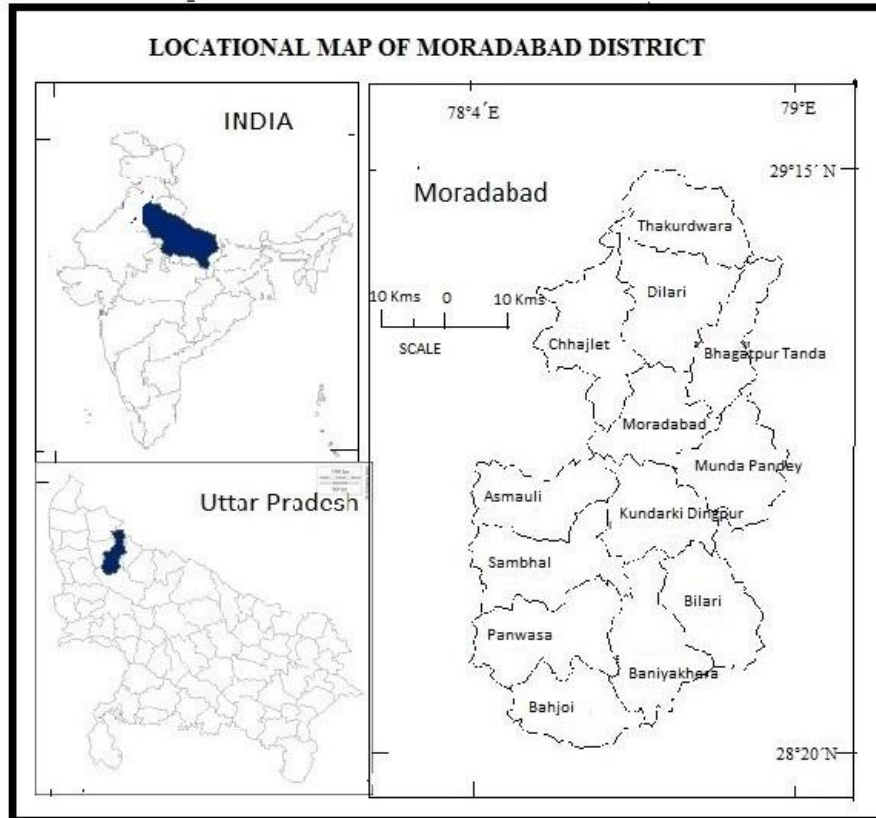 LOCATIONAL MAP OF MORADABAD DISTRICT
INDIA
Uttar Pradesh
78°4´E
79°E
29°15´ N
Moradabad
Thakurdwara
10 Kms 0 10 Kms
SCALE
Dilari
Chhajlet
Bhagatpur Tanda
Moradabad
Munda Pandey
Asmauli
Kundarki Dingpur
Sambhal
Bilari
Panwasa
Baniyakhera
Bahjoi
28°20´N